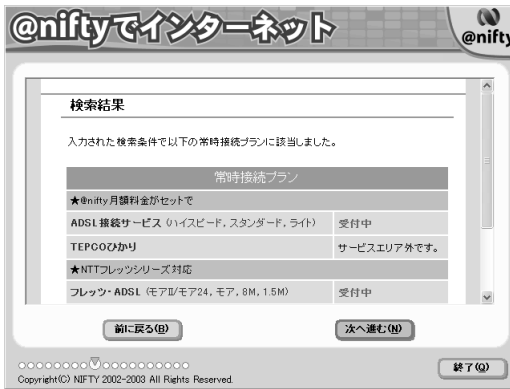 @niftyでインターネット
@nifty
検索結果
入力された検索条件で以下の常時接続プランに該当しました。
常時接続プラン
★@nifty月額料金がセットで
ADSL接続サービス (ハイスピード, スタンダード, ライト) 受付中
TEPCOひかり サービスエリア外です。
★NTTフレッツシリーズ対応
フレッツ・ADSL (モアII/モア24, モア, 8M, 1.5M) 受付中
前に戻る(B) 次へ進む(N)
終了(Q)
Copyright(C) NIFTY 2002-2003 All Rights Reserved.